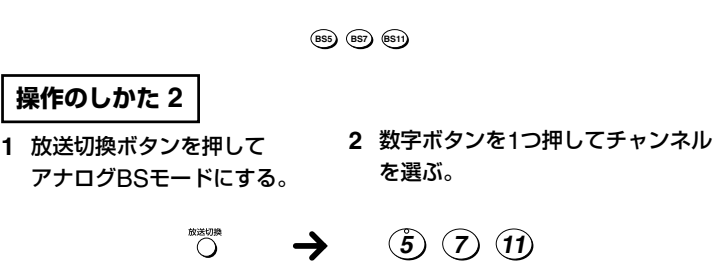 BS5 BS7 BS11
操作のしかた 2
1 放送切換ボタンを押して
アナログBSモードにする。
2 数字ボタンを1つ押してチャンネル
を選ぶ。
放送切換
5 7 11